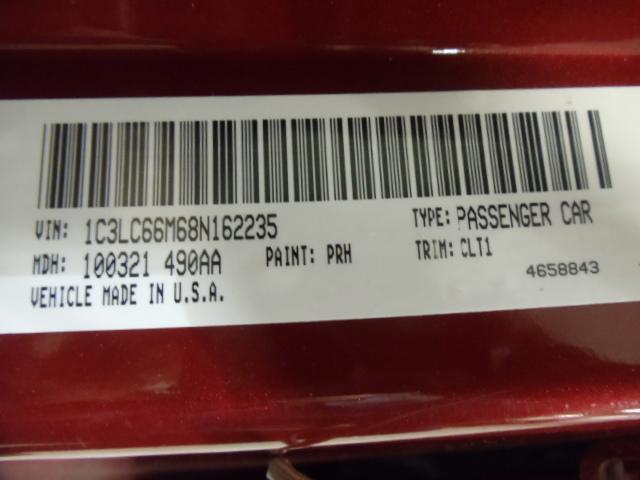 VIN: 1C3LC66M68N162235 TYPE: PASSENGER CAR
MDH: 100321 490AA PAINT: PRH TRIM: CLT1
VEHICLE MADE IN U.S.A. 4658843